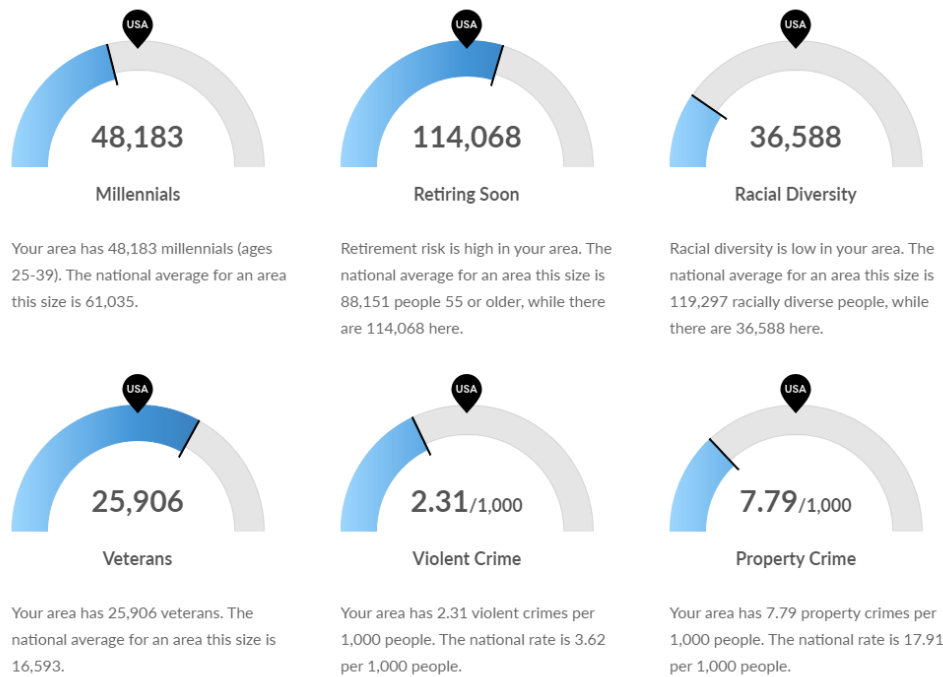 USA
48,183
Millennials
Your area has 48,183 millennials (ages
25-39). The national average for an area
this size is 61,035.
USA
114,068
Retiring Soon
Retirement risk is high in your area. The
national average for an area this size is
88,151 people 55 or older, while there
are 114,068 here.
USA
36,588
Racial Diversity
Racial diversity is low in your area. The
national average for an area this size is
119,297 racially diverse people, while
there are 36,588 here.
USA
25,906
Veterans
Your area has 25,906 veterans. The
national average for an area this size is
16,593.
USA
2.31/1,000
Violent Crime
Your area has 2.31 violent crimes per
1,000 people. The national rate is 3.62
per 1,000 people.
USA
7.79/1,000
Property Crime
Your area has 7.79 property crimes per
1,000 people. The national rate is 17.91
per 1,000 people.